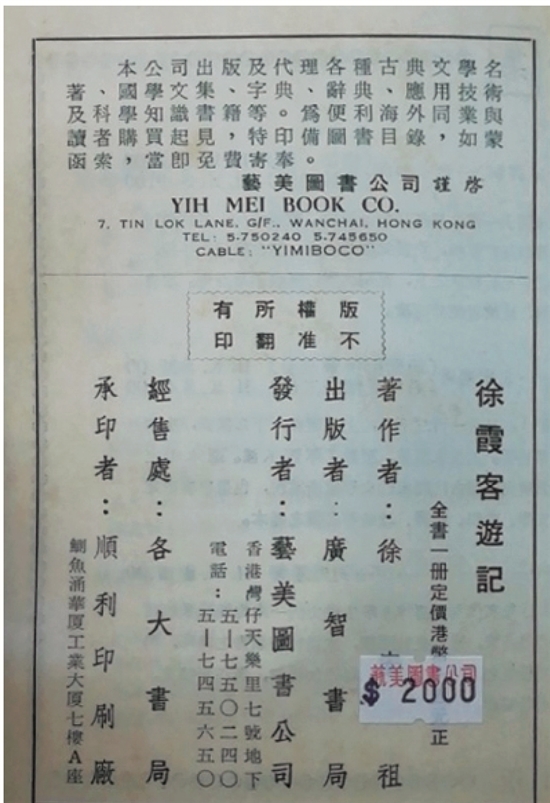 本公司出版及代理各種古典文學名
著、國學文集、字典、辭典、應用技術
及科學知識書籍等。爲便利海外同業與
讀者購買起見，特印備圖書目錄，如蒙
函索，當即免費寄奉。
藝美圖書公司 謹啓
YIH MEI BOOK CO.
7, TIN LOK LANE, G/F., WANCHAI, HONG KONG
TEL: 5-750240 5-745650
CABLE: "YIMIBOCO"
版權所有
不准翻印
徐霞客遊記
全書一册定價港幣 正
藝美圖書公司
$ 2000
著作者：徐 祖
出版者：廣智書局
發行者：藝美圖書公司
香港灣仔天樂里七號地下
電話：五—七五〇二四〇
五—七四五六五〇
經售處：各大書局
承印者：順利印刷廠
鰂魚涌華厦工業大厦七樓A座